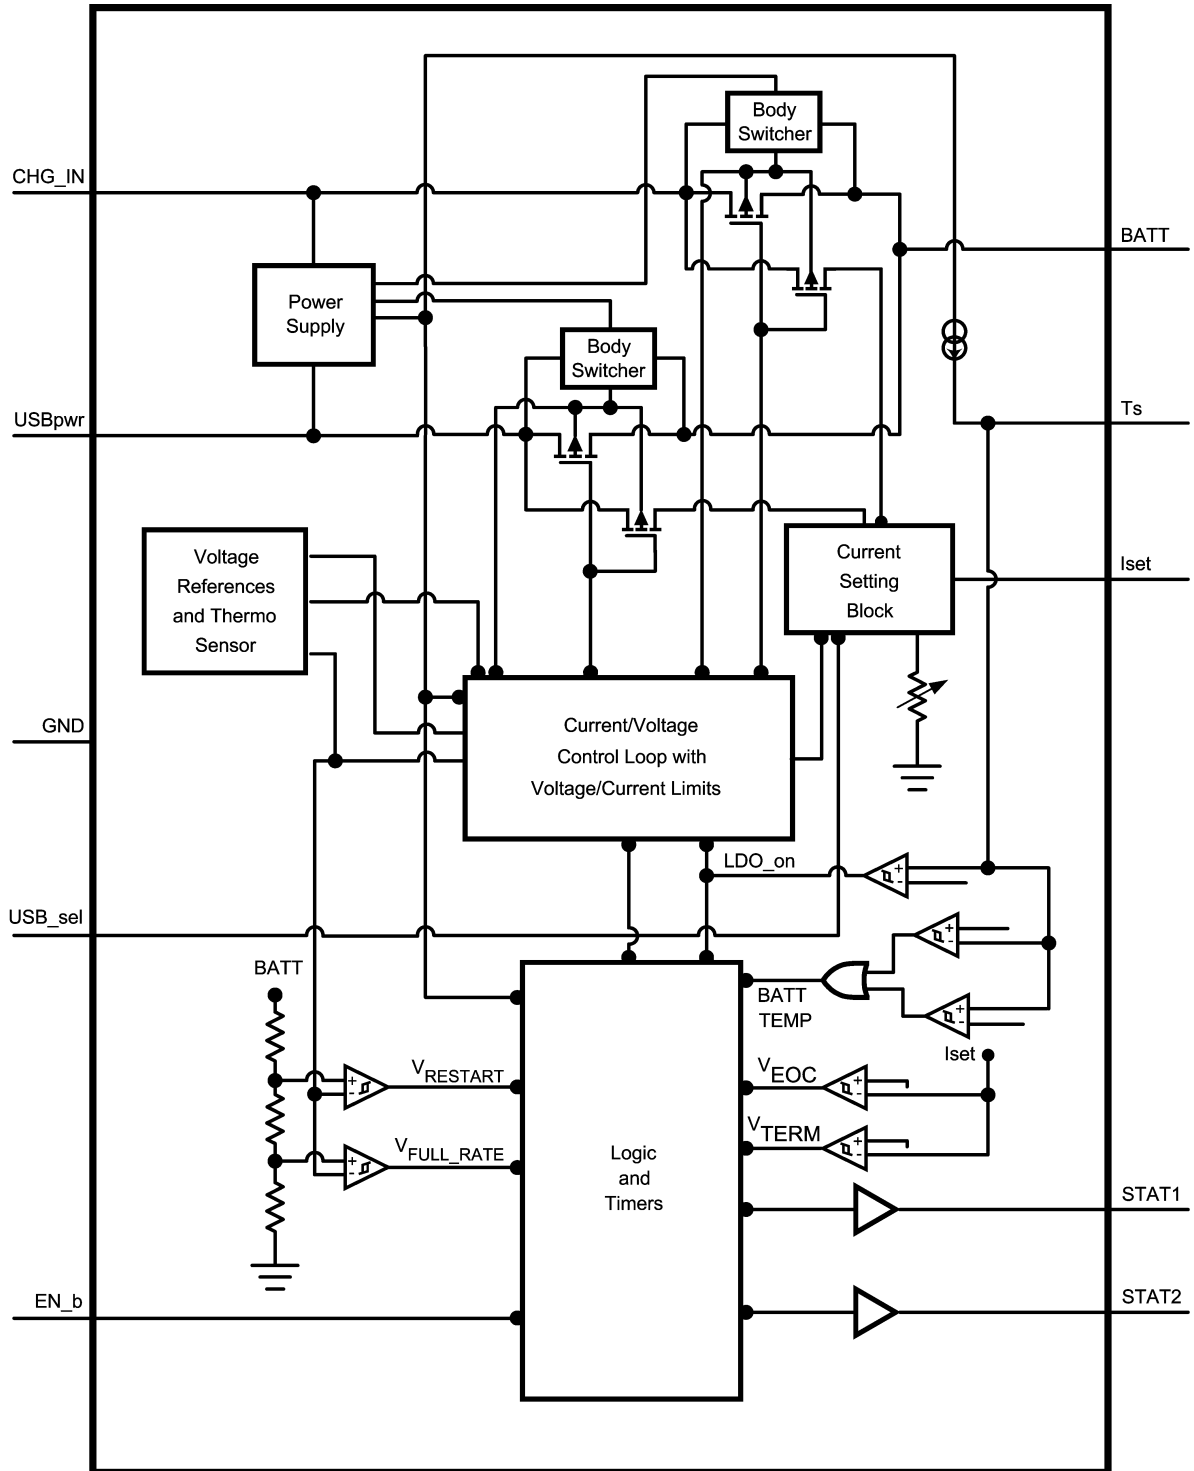 Body
Switcher
CHG_IN
BATT
Power
Supply
Body
Switcher
Ts
USBpwr
Voltage
References
and Thermo
Sensor
Current
Setting
Block
Iset
GND
Current/Voltage
Control Loop with
Voltage/Current Limits
LDO_on
+
-
USB_sel
+
-
BATT
BATT
TEMP
+
-
Iset
VRESTART
+
-
VEOC
+
-
VFULL_RATE
+
-
VTERM
+
-
Logic
and
Timers
STAT1
EN_b
STAT2